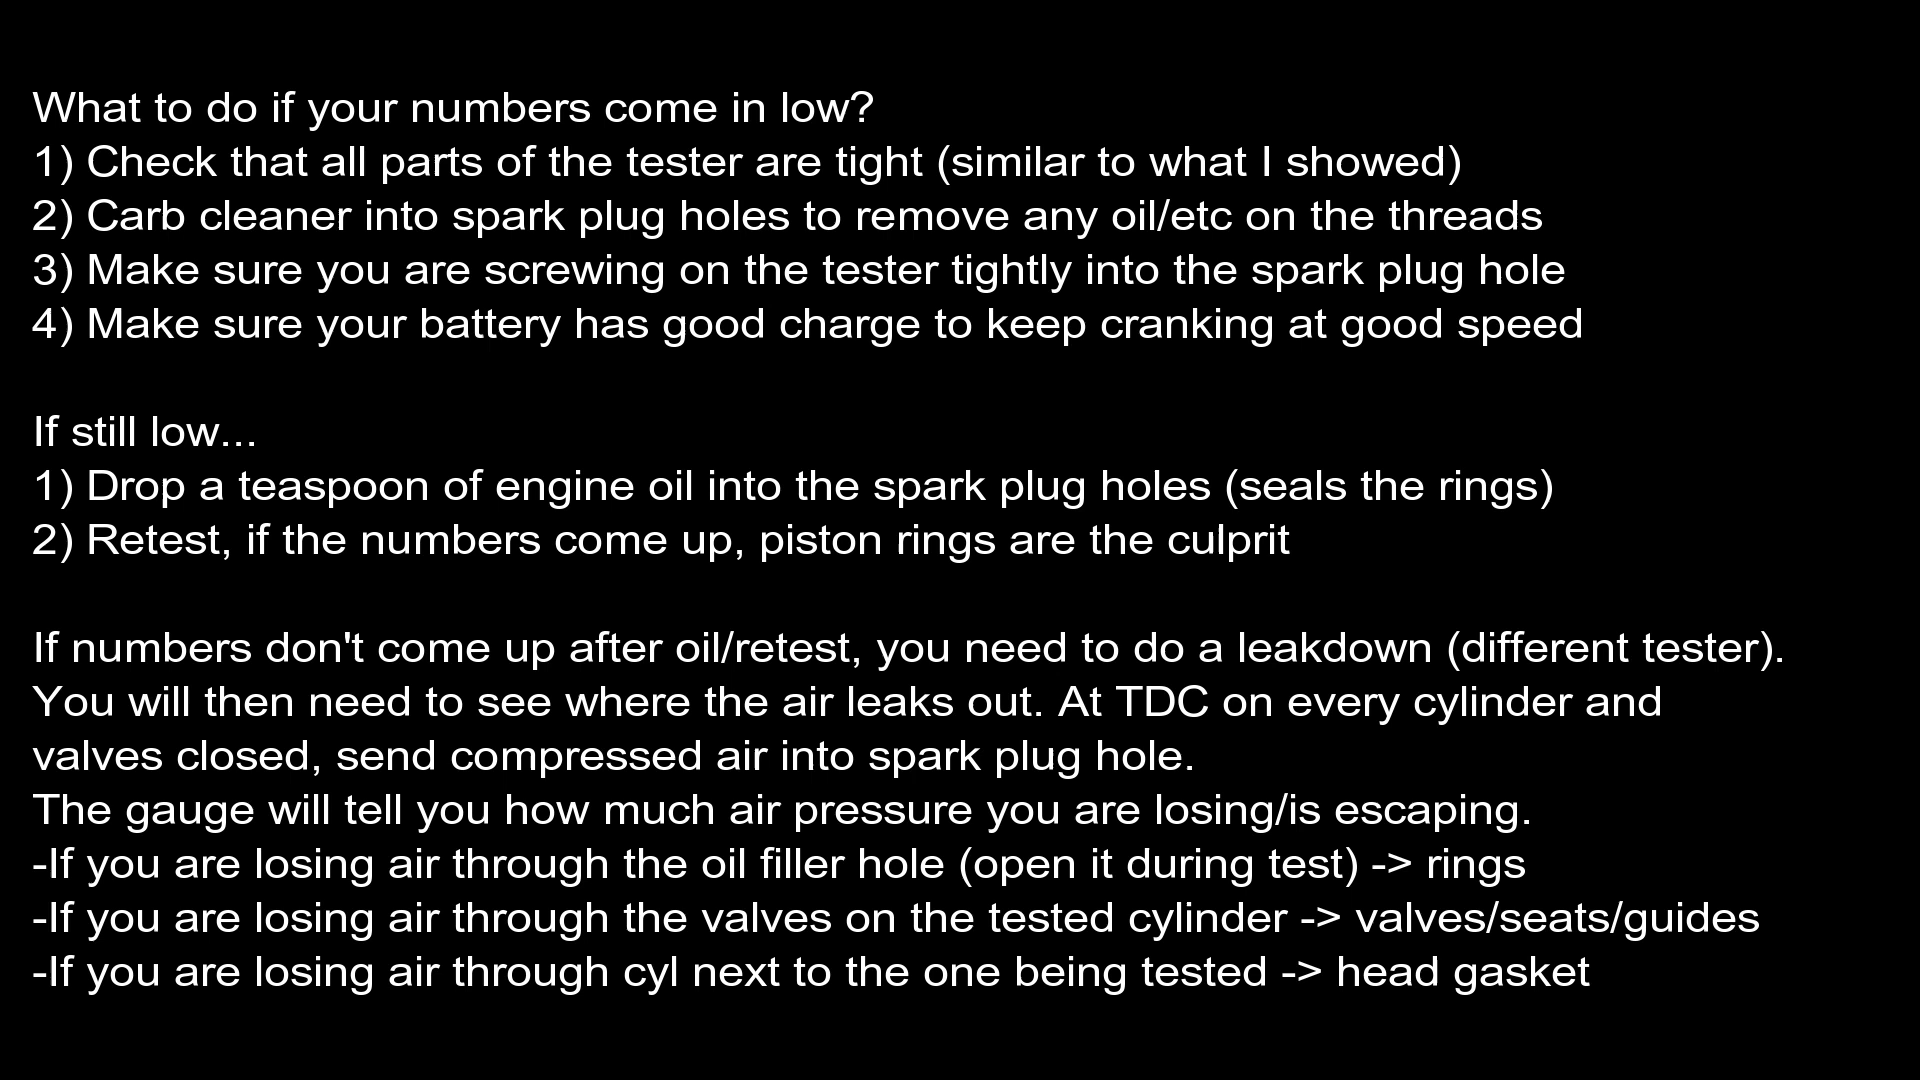 What to do if your numbers come in low?
1) Check that all parts of the tester are tight (similar to what I showed)
2) Carb cleaner into spark plug holes to remove any oil/etc on the threads
3) Make sure you are screwing on the tester tightly into the spark plug hole
4) Make sure your battery has good charge to keep cranking at good speed
If still low...
1) Drop a teaspoon of engine oil into the spark plug holes (seals the rings)
2) Retest, if the numbers come up, piston rings are the culprit
If numbers don't come up after oil/retest, you need to do a leakdown (different tester).
You will then need to see where the air leaks out. At TDC on every cylinder and
valves closed, send compressed air into spark plug hole.
The gauge will tell you how much air pressure you are losing/is escaping.
-If you are losing air through the oil filler hole (open it during test) -> rings
-If you are losing air through the valves on the tested cylinder -> valves/seats/guides
-If you are losing air through cyl next to the one being tested -> head gasket